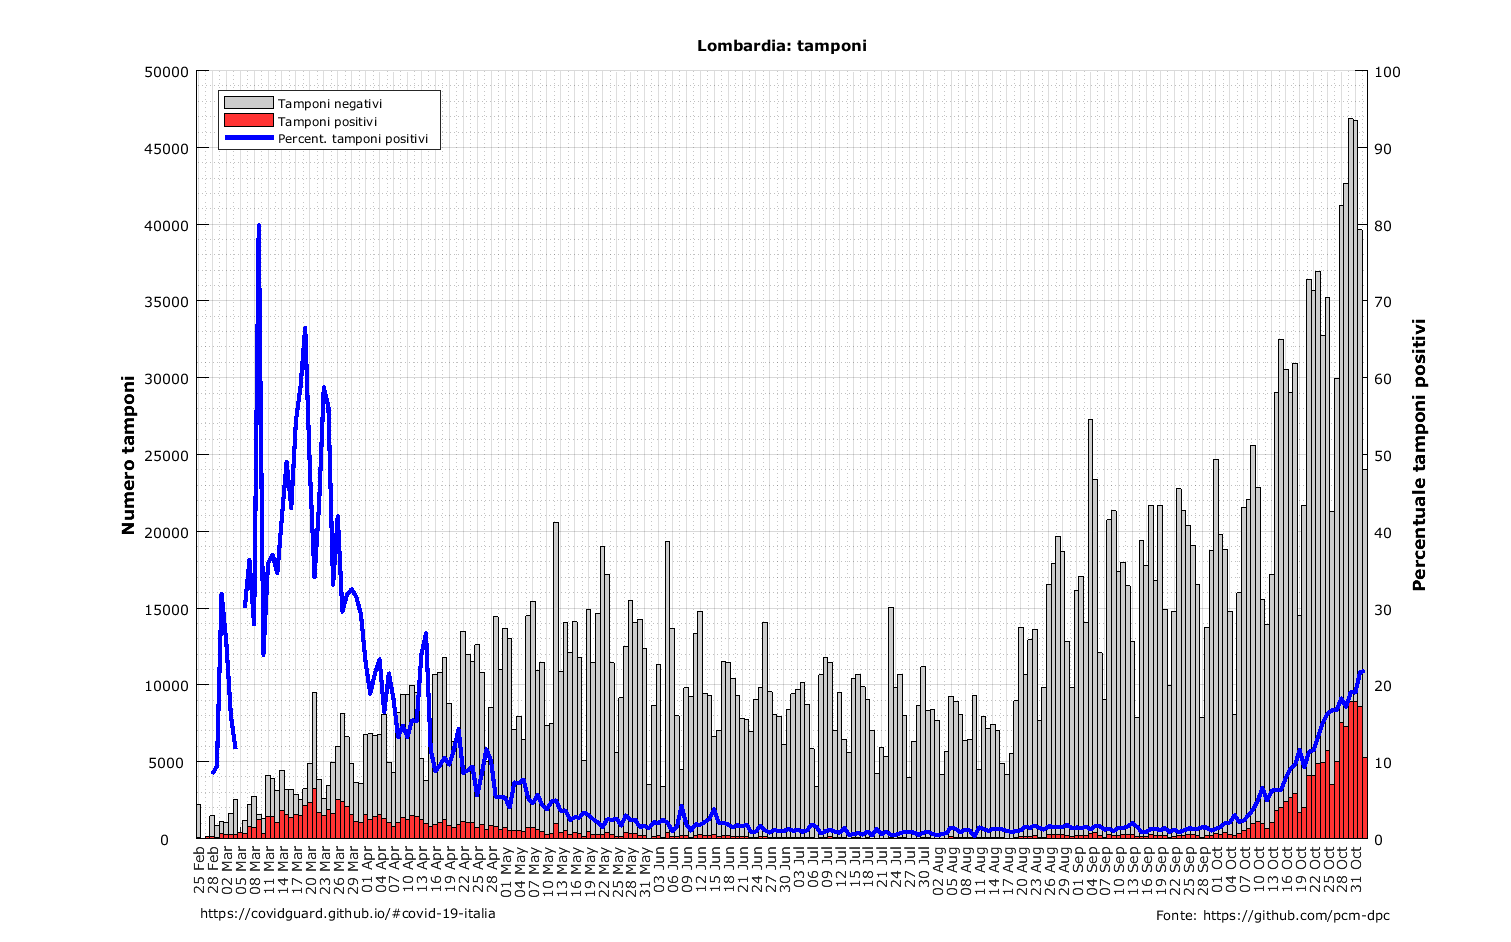 Lombardia: tamponi
50000
45000
40000
35000
30000
25000
20000
15000
10000
5000
0
Numero tamponi
Tamponi negativi
Tamponi positivi
Percent. tamponi positivi
100
90
80
70
60
50
40
30
20
10
0
Percentuale tamponi positivi
25 Feb
28 Feb
02 Mar
05 Mar
08 Mar
11 Mar
14 Mar
17 Mar
20 Mar
23 Mar
26 Mar
29 Mar
01 Apr
04 Apr
07 Apr
10 Apr
13 Apr
16 Apr
19 Apr
22 Apr
25 Apr
28 Apr
01 May
04 May
07 May
10 May
13 May
16 May
19 May
22 May
25 May
28 May
31 May
03 Jun
06 Jun
09 Jun
12 Jun
15 Jun
18 Jun
21 Jun
24 Jun
27 Jun
30 Jun
03 Jul
06 Jul
09 Jul
12 Jul
15 Jul
18 Jul
21 Jul
24 Jul
27 Jul
30 Jul
02 Aug
05 Aug
08 Aug
11 Aug
14 Aug
17 Aug
20 Aug
23 Aug
26 Aug
29 Aug
01 Sep
04 Sep
07 Sep
10 Sep
13 Sep
16 Sep
19 Sep
22 Sep
25 Sep
28 Sep
01 Oct
04 Oct
07 Oct
10 Oct
13 Oct
16 Oct
19 Oct
22 Oct
25 Oct
28 Oct
31 Oct
https://covidguard.github.io/#covid-19-italia
Fonte: https://github.com/pcm-dpc